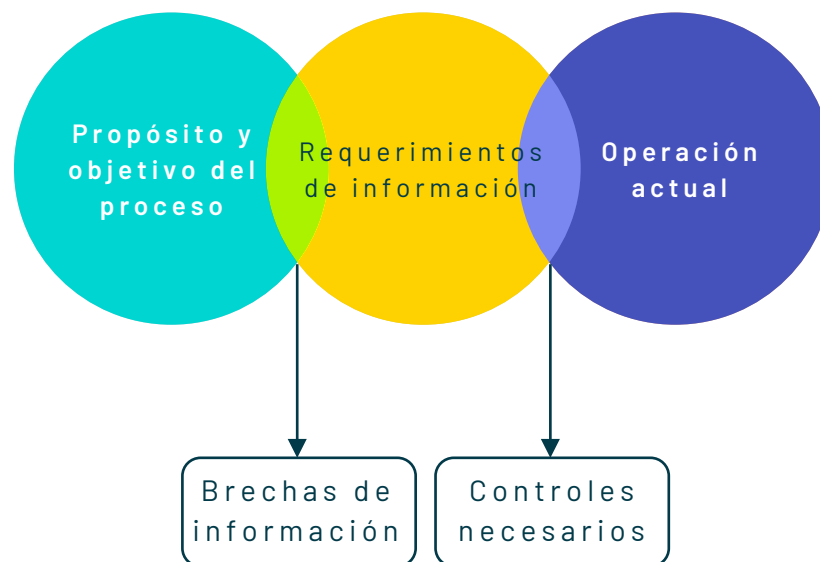 Propósito y
objetivo del
proceso
Requerimientos
de información
Operación
actual
Brechas de
información
Controles
necesarios